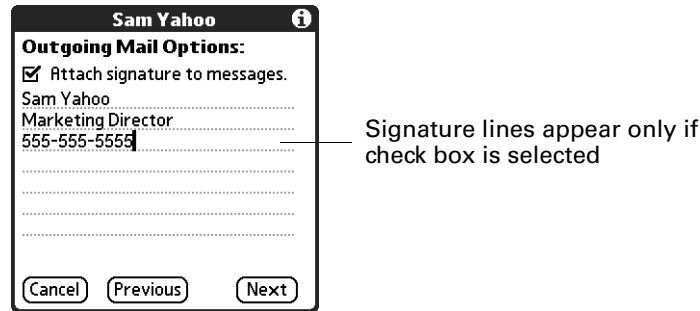 Sam Yahoo
Outgoing Mail Options:
Attach signature to messages.
Sam Yahoo
Marketing Director
555-555-5555
Signature lines appear only if
check box is selected
Cancel Previous Next